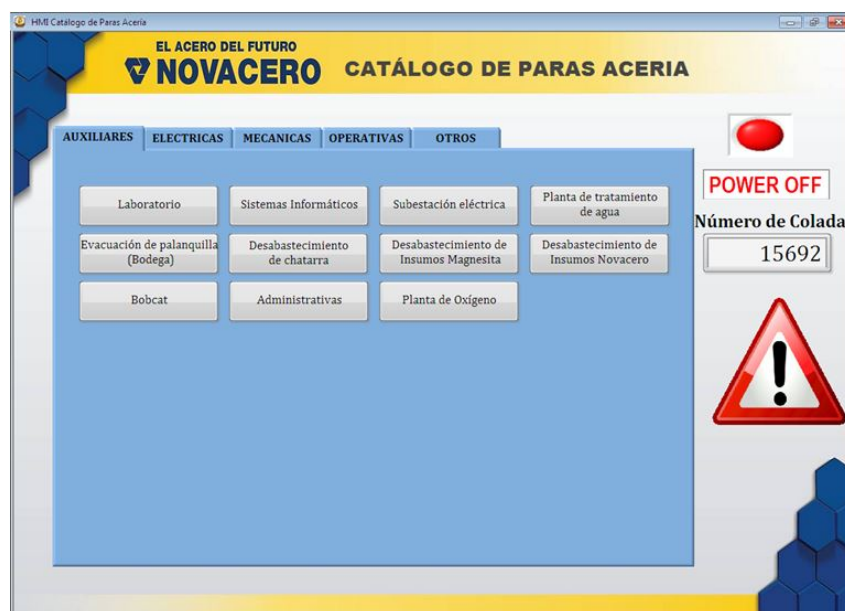 HMI Catálogo de Paras Acería
EL ACERO DEL FUTURO
NOVACERO
CATÁLOGO DE PARAS ACERIA
AUXILIARES
ELECTRICAS
MECANICAS
OPERATIVAS
OTROS
Laboratorio
Sistemas Informáticos
Subestación eléctrica
Planta de tratamiento
de agua
Evacuación de palanquilla
(Bodega)
Desabastecimiento
de chatarra
Desabastecimiento de
Insumos Magnesita
Desabastecimiento de
Insumos Novacero
Bobcat
Administrativas
Planta de Oxígeno
POWER OFF
Número de Colada
15692